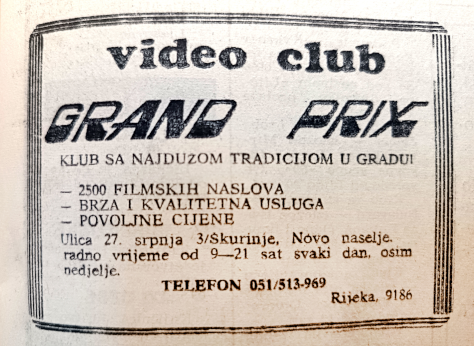 video club
GRAND PRIX
KLUB SA NAJDUZOM TRADICIJOM U GRADU!
— 2500 FILMSKIH NASLOVA
— BRZA I KVALITETNA USLUGA
— POVOLJNE CIJENE
Ulica 27. srpnja 3/Škurinje, Novo naselje.
radno vrijeme od 9—21 sat svaki dan, osim
nedjelje.
TELEFON 051/513-969
Rijeka, 9186